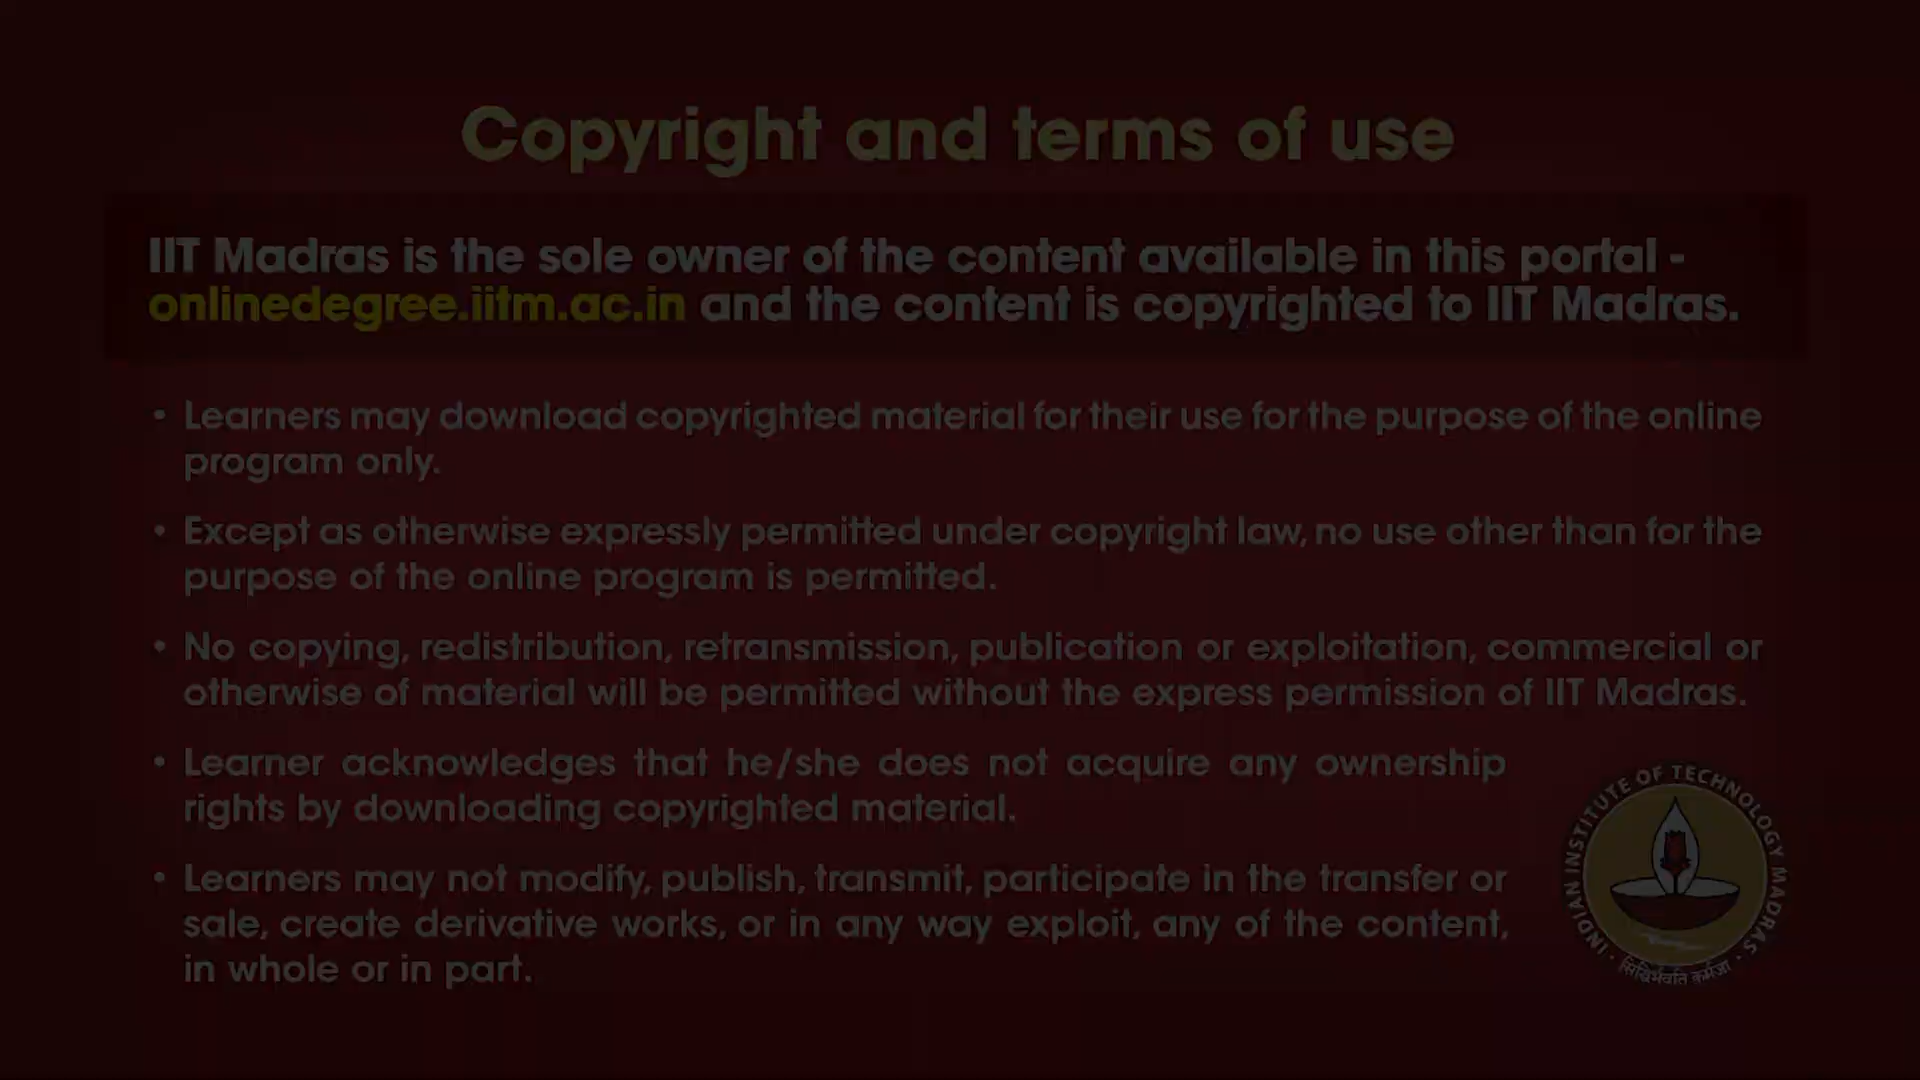 Copyright and terms of use
IIT Madras is the sole owner of the content available in this portal -
onlinedegree.iitm.ac.in and the content is copyrighted to IIT Madras.
• Learners may download copyrighted material for their use for the purpose of the online
program only.
• Except as otherwise expressly permitted under copyright law, no use other than for the
purpose of the online program is permitted.
• No copying, redistribution, retransmission, publication or exploitation, commercial or
otherwise of material will be permitted without the express permission of IIT Madras.
• Learner acknowledges that he/she does not acquire any ownership
rights by downloading copyrighted material.
• Learners may not modify, publish, transmit, participate in the transfer or
sale, create derivative works, or in any way exploit, any of the content,
in whole or in part.
INDIAN INSTITUTE OF TECHNOLOGY MADRAS
सिद्धिर्भवति कर्मजा